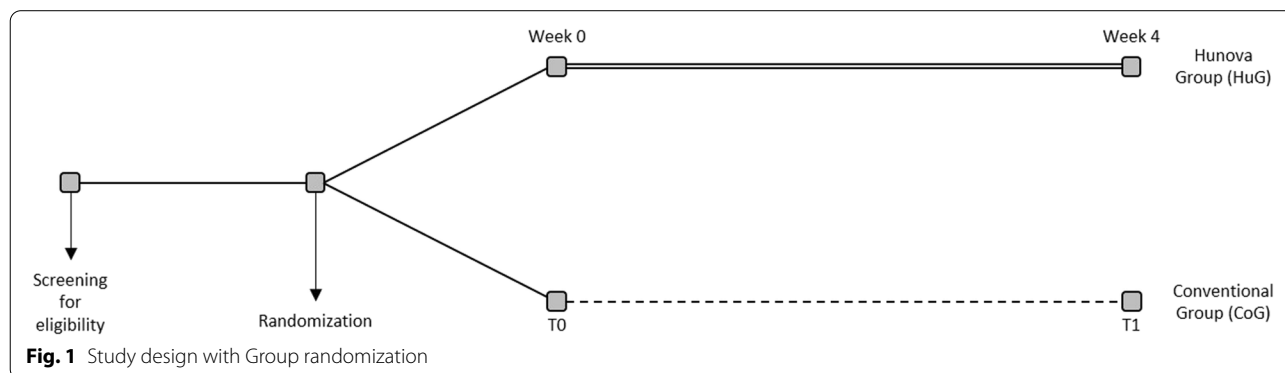 Week 0
Week 4
Hunova
Group (HuG)
Screening
for
eligibility
Randomization
T0
T1
Conventional
Group (CoG)
Fig. 1 Study design with Group randomization